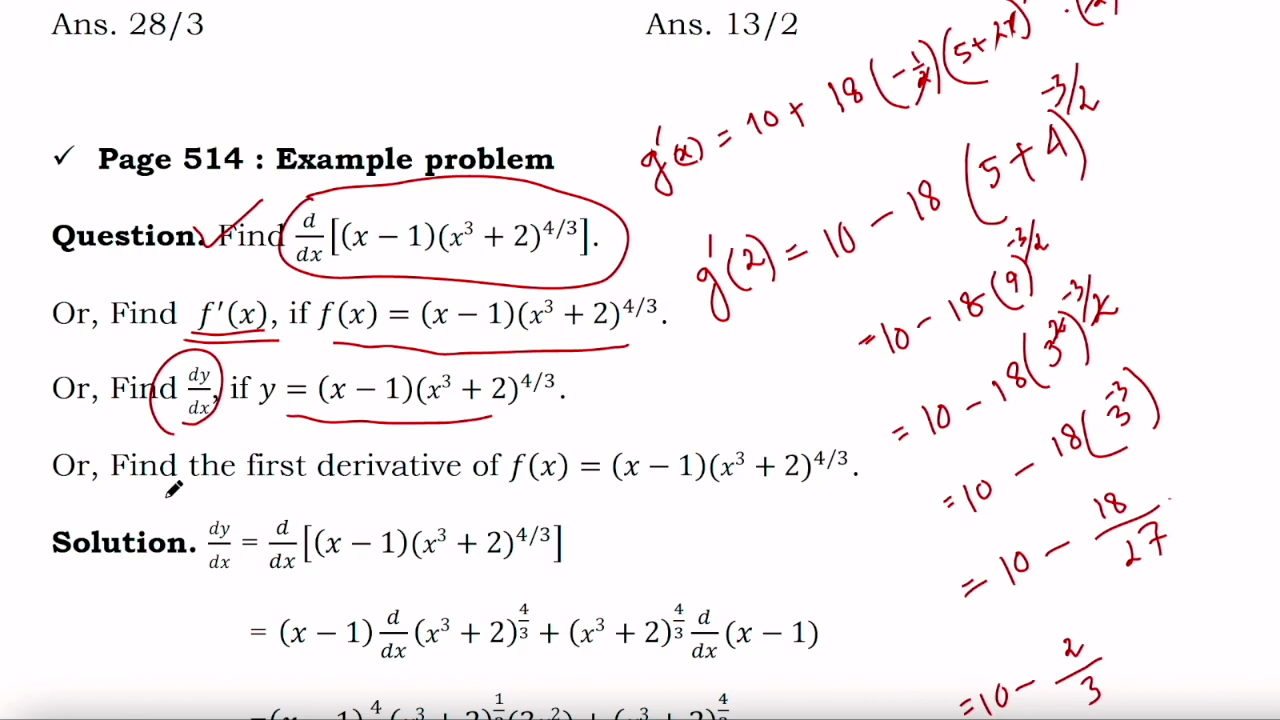 Ans. 28/3
Ans. 13/2
✓ Page 514 : Example problem
Question. Find d/dx [(x − 1)(x³ + 2)^{4/3}].
Or, Find f′(x), if f(x) = (x − 1)(x³ + 2)^{4/3}.
Or, Find dy/dx, if y = (x − 1)(x³ + 2)^{4/3}.
Or, Find the first derivative of f(x) = (x − 1)(x³ + 2)^{4/3}.
Solution. dy/dx = d/dx [(x − 1)(x³ + 2)^{4/3}]
= (x − 1) d/dx (x³ + 2)^{4/3} + (x³ + 2)^{4/3} d/dx (x − 1)
g′(x) = 10 + 18 (−1/2)(5+2x)
g′(2) = 10 − 18 (5+4)^{-3/2}
= 10 − 18(9)^{-3/2}
= 10 − 18(3²)^{-3/2}
= 10 − 18(3^{-3})
= 10 − 18/27
= 10 − 2/3